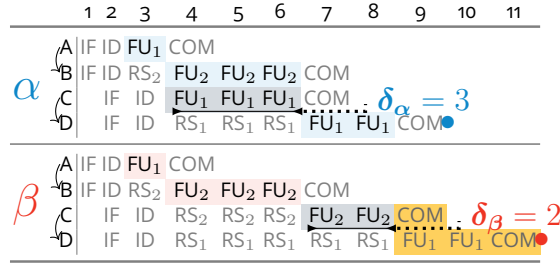 1 2 3 4 5 6 7 8 9 10 11
A IF ID FU₁ COM
B IF ID RS₂ FU₂ FU₂ FU₂ COM
C IF ID FU₁ FU₁ FU₁ COM
D IF ID RS₁ RS₁ RS₁ FU₁ FU₁ COM
α
δ_α = 3
A IF ID FU₁ COM
B IF ID RS₂ FU₂ FU₂ FU₂ COM
C IF ID RS₂ RS₂ RS₂ FU₂ FU₂ COM
D IF ID RS₁ RS₁ RS₁ RS₁ RS₁ FU₁ FU₁ COM
β
δ_β = 2